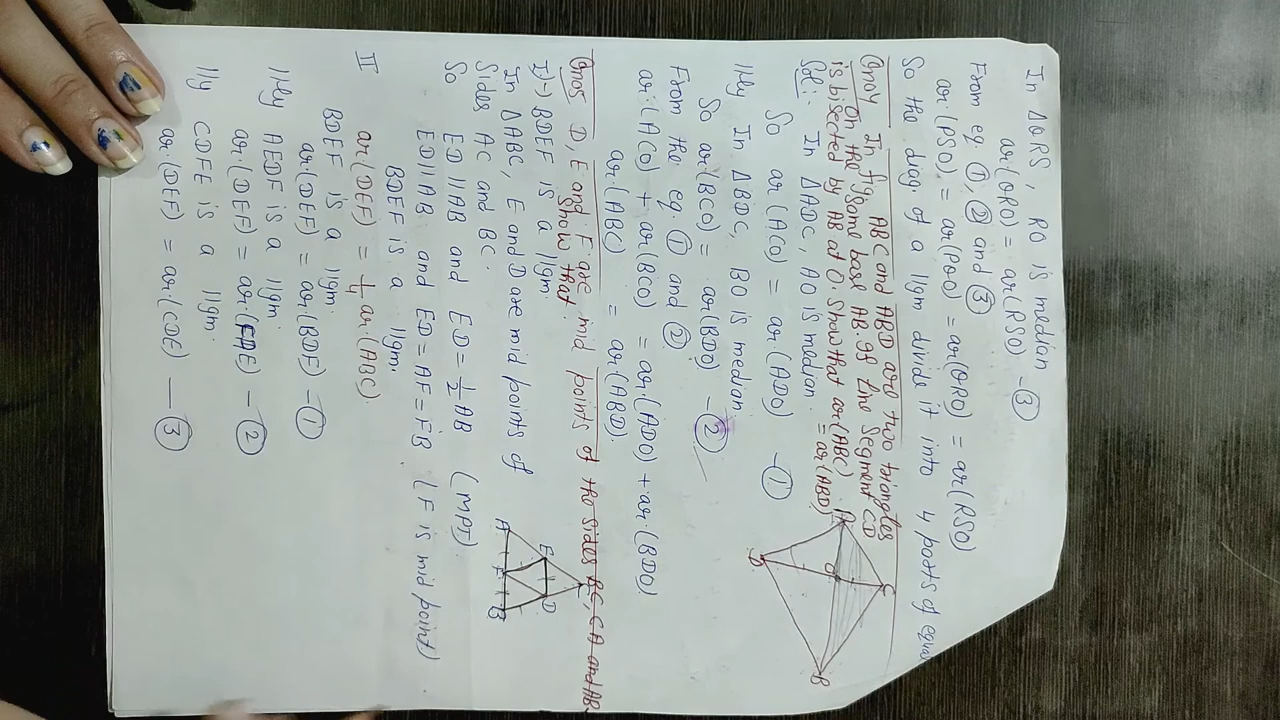 In ΔQRS, RO is median
ar(QRO) = ar(RSO) -③
From eq. ①, ② and ③
ar.(PSO) = ar(POQ) = ar(QRO) = ar(RSO)
So the diag. of a llgm divide it into 4 parts of equa
Qno4 In fig ABC and ABD are two triangles
on the same base AB. If line segment CD
is bisected by AB at O. Show that ar(ABC)
= ar(ABD)
Sol:- In ΔADC, AO is median.
So ar(ACO) = ar(ADO) -①
lllly In ΔBDC, BO is median
So ar(BCO) = ar(BDO) -②
From the eq. ① and ②
ar.(ACO) + ar(BCO) = ar(ADO) + ar.(BDO)
ar(ABC) = ar(ABD).
A
D
O
C
B
Qno5 D, E and F are mid points of the sides BC, CA and AB.
Show that
I)- BDEF is a llgm.
In ΔABC, E and D are mid points of
Sides AC and BC.
So ED || AB and ED = 1/2 AB (MPT).
ED || AB and ED = AF = FB (F is mid point)
BDEF is a llgm.
A
E
F
D
B
C
II ar(DEF) = 1/4 ar.(ABC).
BDEF is a llgm.
ar(DEF) = ar(BDF) -①
lllly AEDF is a llgm.
ar(DEF) = ar( -②
lly CDFE is a llgm.
ar.(DEF) = ar.(CDE) —③